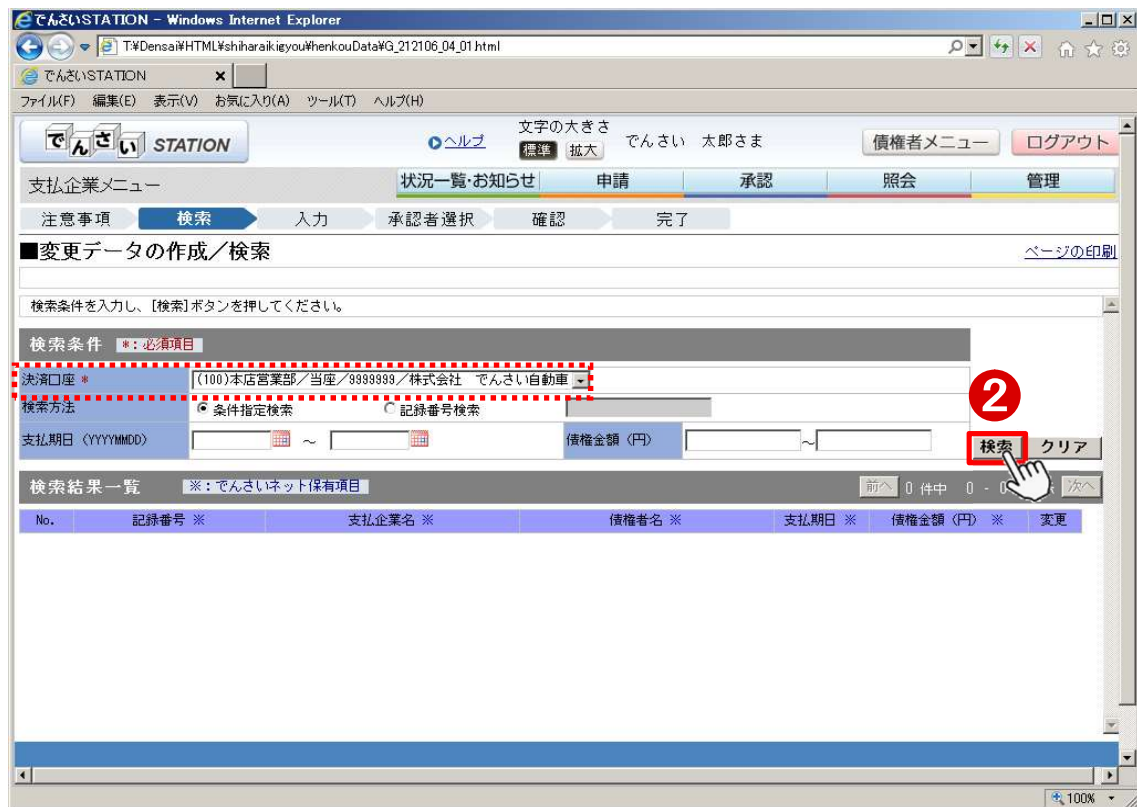 でんさいSTATION - Windows Internet Explorer
T:¥Densai¥HTML¥shiharaikigyou¥henkouData¥G_212106_04_01.html
でんさいSTATION
ファイル(F) 編集(E) 表示(V) お気に入り(A) ツール(T) ヘルプ(H)
でんさい STATION ヘルプ 文字の大きさ 標準 拡大 でんさい 太郎さま 債権者メニュー ログアウト
支払企業メニュー 状況一覧・お知らせ 申請 承認 照会 管理
注意事項 検索 入力 承認者選択 確認 完了
■変更データの作成／検索 ページの印刷
検索条件を入力し、[検索]ボタンを押してください。
検索条件 *：必須項目
決済口座 * (100)本店営業部／当座／9999999／株式会社 でんさい自動車
検索方法 条件指定検索 記録番号検索
2
支払期日（YYYYMMDD） ～ 債権金額（円） ～ 検索 クリア
検索結果一覧 ※：でんさいネット保有項目 前へ 0 件中 0 - 次へ
No. 記録番号 ※ 支払企業名 ※ 債権者名 ※ 支払期日 ※ 債権金額（円） ※ 変更
100%